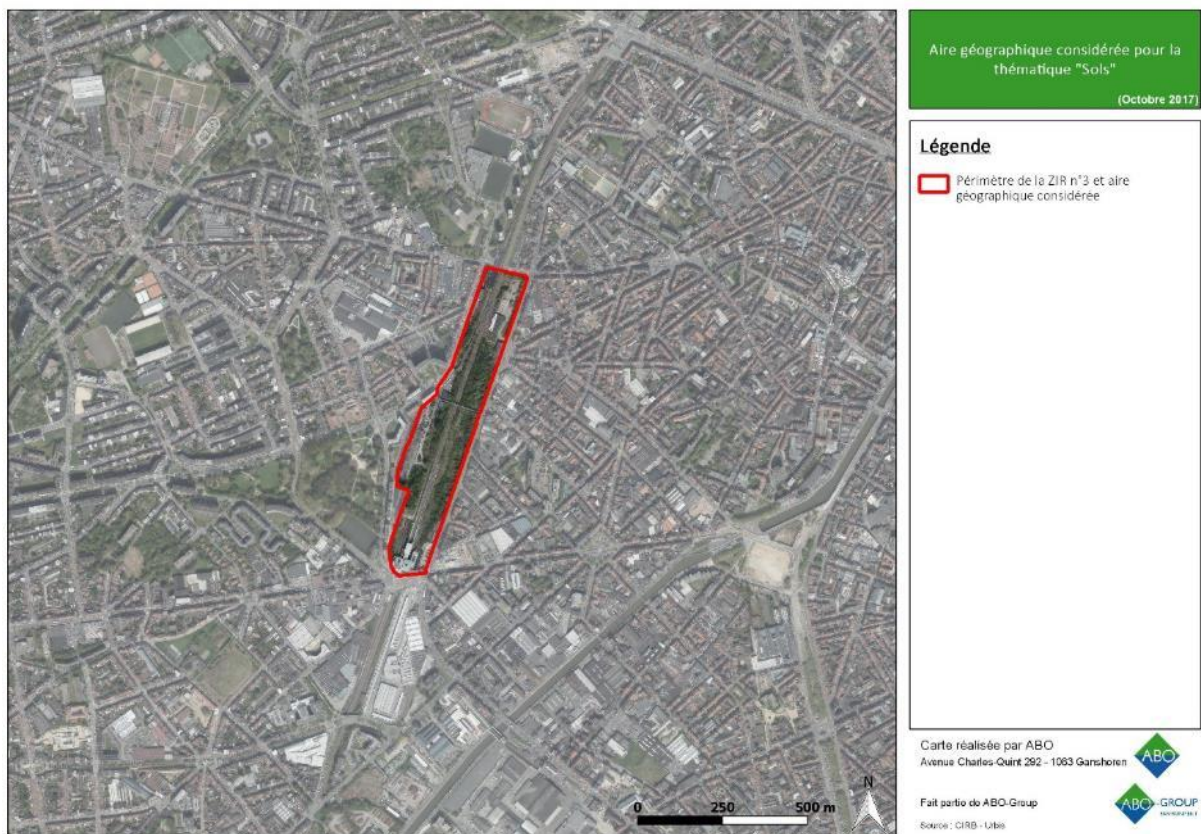 Aire géographique considérée pour la
thématique "Sols"
(Octobre 2017)
Légende
Périmètre de la ZIR n°3 et aire
géographique considérée
N
0 250 500 m
Carte réalisée par ABO
Avenue Charles-Quint 292 - 1083 Ganshoren
ABO
Fait partie de ABO-Group
ABO-GROUP
ENVIRONMENT
Source : CIRB - Urbis